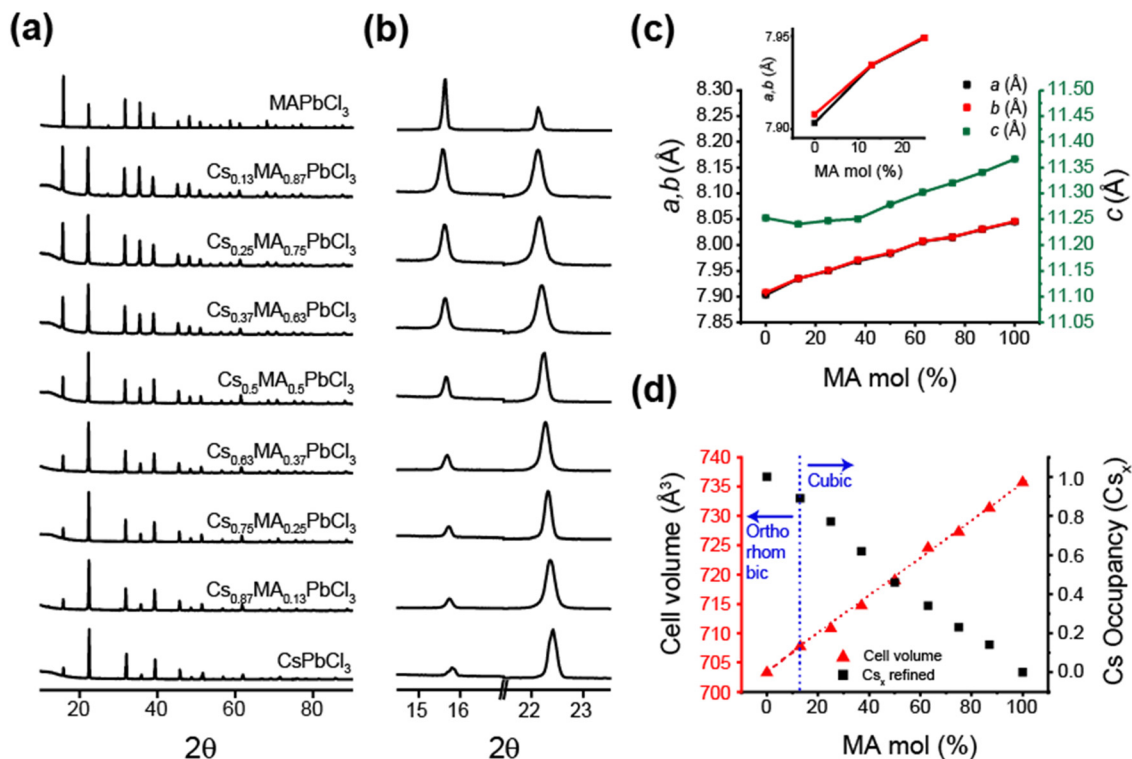 (a)
MAPbCl3
Cs0.13MA0.87PbCl3
Cs0.25MA0.75PbCl3
Cs0.37MA0.63PbCl3
Cs0.5MA0.5PbCl3
Cs0.63MA0.37PbCl3
Cs0.75MA0.25PbCl3
Cs0.87MA0.13PbCl3
CsPbCl3
20 40 60 80
2θ
(b)
15 16 22 23
2θ
(c)
7.95
7.90
a,b (Å)
0 10 20
MA mol (%)
8.30
8.25
8.20
8.15
8.10
8.05
8.00
7.95
7.90
7.85
a,b (Å)
a (Å)
b (Å)
c (Å)
11.50
11.45
11.40
11.35
11.30
11.25
11.20
11.15
11.10
11.05
c (Å)
0 20 40 60 80 100
MA mol (%)
(d)
740
735
730
725
720
715
710
705
700
Cell volume (Å³)
Cubic
Ortho
rhom
bic
Cell volume
Csx refined
1.0
0.8
0.6
0.4
0.2
0.0
Cs Occupancy (Csx)
0 20 40 60 80 100
MA mol (%)